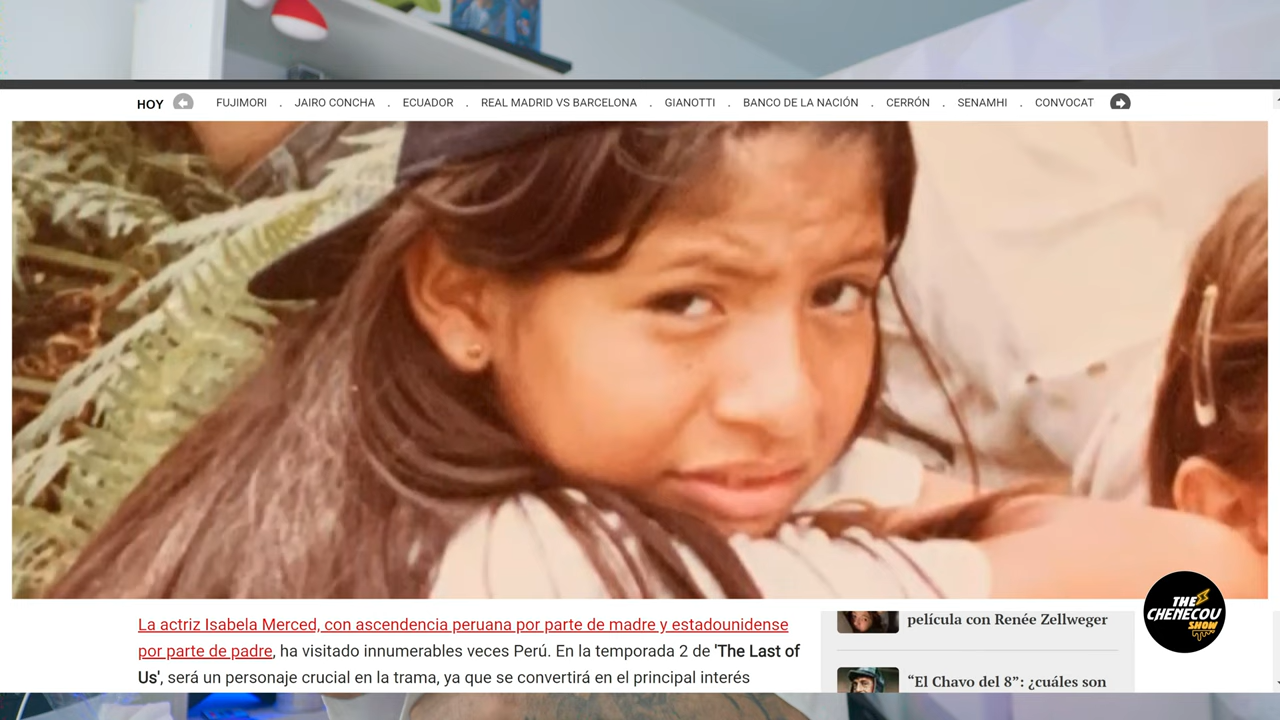 HOY FUJIMORI . JAIRO CONCHA . ECUADOR . REAL MADRID VS BARCELONA . GIANOTTI . BANCO DE LA NACIÓN . CERRÓN . SENAMHI . CONVOCAT
La actriz Isabela Merced, con ascendencia peruana por parte de madre y estadounidense
por parte de padre, ha visitado innumerables veces Perú. En la temporada 2 de 'The Last of
Us', será un personaje crucial en la trama, ya que se convertirá en el principal interés
película con Renée Zellweger
“El Chavo del 8”: ¿cuáles son
THE
CHENECOU
SHOW